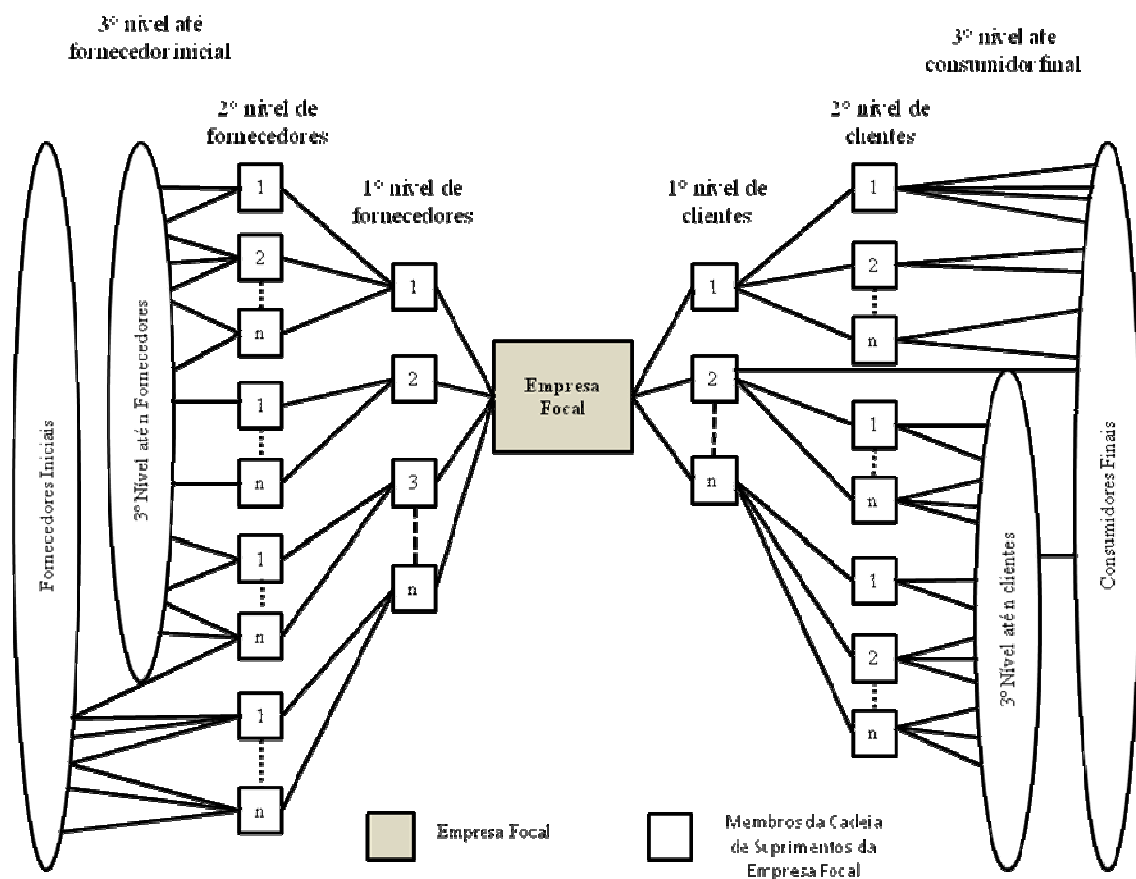 3º nível até
fornecedor inicial
3º nível até
consumidor final
2º nível de
fornecedores
2º nível de
clientes
1º nível de
fornecedores
1º nível de
clientes
Fornecedores Iniciais
3º Nível até n Fornecedores
1
2
n
1
n
1
n
1
n
1
2
3
n
Empresa
Focal
1
2
n
1
2
n
1
n
1
2
n
3º Nível até n clientes
Consumidores Finais
Empresa Focal
Membros da Cadeia
de Suprimentos da
Empresa Focal